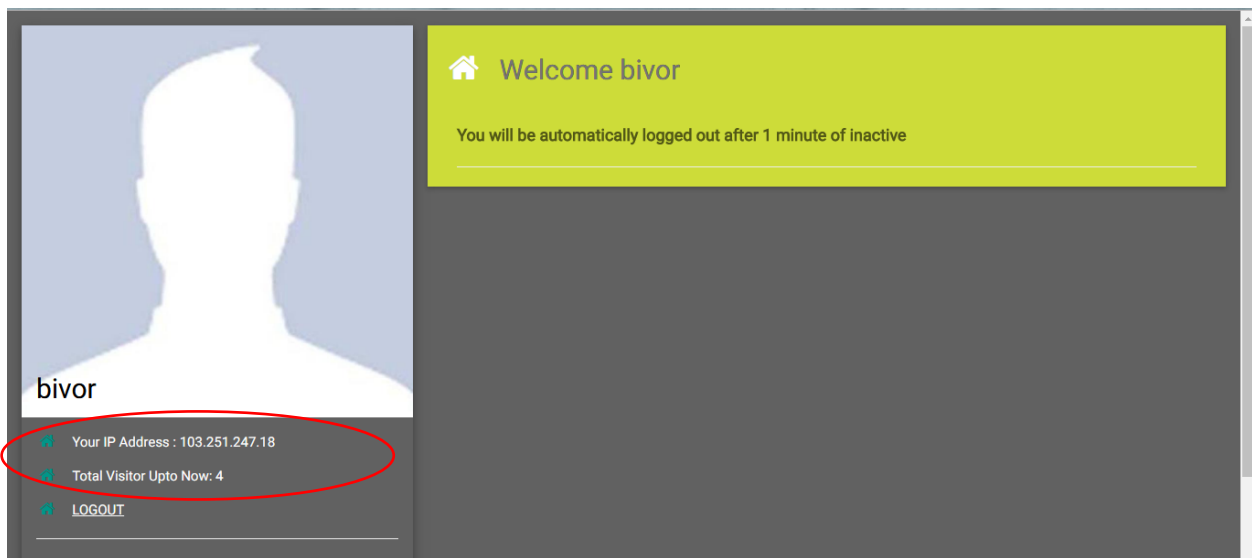 Welcome bivor
You will be automatically logged out after 1 minute of inactive
bivor
Your IP Address : 103.251.247.18
Total Visitor Upto Now: 4
LOGOUT